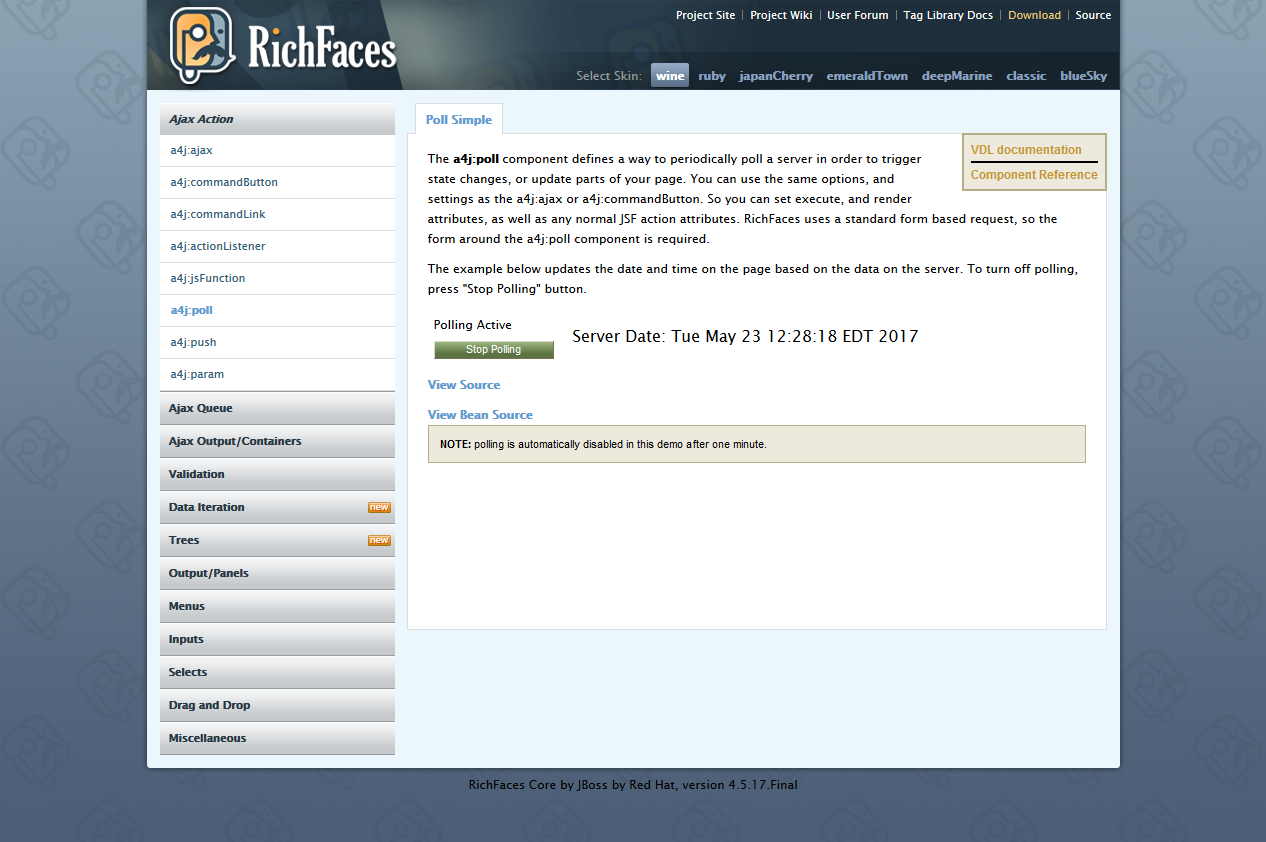 RichFaces
Project Site | Project Wiki | User Forum | Tag Library Docs | Download | Source
Select Skin: wine ruby japanCherry emeraldTown deepMarine classic blueSky
Ajax Action
a4j:ajax
a4j:commandButton
a4j:commandLink
a4j:actionListener
a4j:jsFunction
a4j:poll
a4j:push
a4j:param
Ajax Queue
Ajax Output/Containers
Validation
Data Iteration new
Trees new
Output/Panels
Menus
Inputs
Selects
Drag and Drop
Miscellaneous
Poll Simple
VDL documentation
Component Reference
The a4j:poll component defines a way to periodically poll a server in order to trigger
state changes, or update parts of your page. You can use the same options, and
settings as the a4j:ajax or a4j:commandButton. So you can set execute, and render
attributes, as well as any normal JSF action attributes. RichFaces uses a standard form based request, so the
form around the a4j:poll component is required.
The example below updates the date and time on the page based on the data on the server. To turn off polling,
press "Stop Polling" button.
Polling Active
Stop Polling
Server Date: Tue May 23 12:28:18 EDT 2017
View Source
View Bean Source
NOTE: polling is automatically disabled in this demo after one minute.
RichFaces Core by JBoss by Red Hat, version 4.5.17.Final